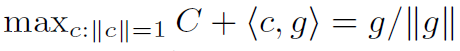 max_{c:‖c‖=1} C + ⟨c, g⟩ = g/‖g‖